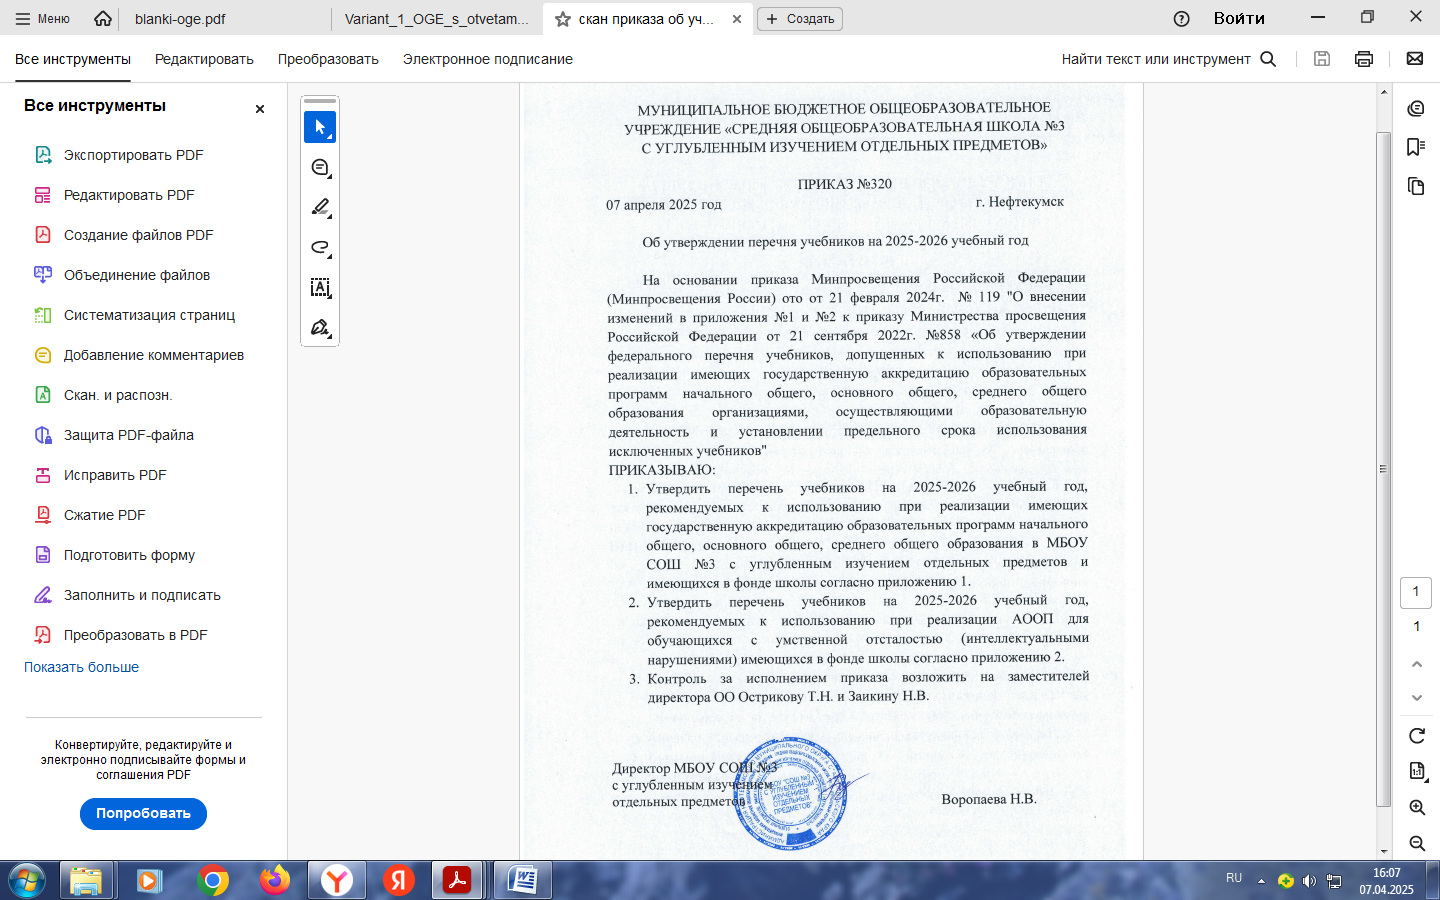 Меню
blanki-oge.pdf
Variant_1_OGE_s_otvetam...
скан приказа об уч...
Создать
Войти
Все инструменты
Редактировать
Преобразовать
Электронное подписание
Найти текст или инструмент
Все инструменты
Экспортировать PDF
Редактировать PDF
Создание файлов PDF
Объединение файлов
Систематизация страниц
Добавление комментариев
Скан. и распозн.
Защита PDF-файла
Исправить PDF
Сжатие PDF
Подготовить форму
Заполнить и подписать
Преобразовать в PDF
Показать больше
Конвертируйте, редактируйте и
электронно подписывайте формы и
соглашения PDF
Попробовать
МУНИЦИПАЛЬНОЕ БЮДЖЕТНОЕ ОБЩЕОБРАЗОВАТЕЛЬНОЕ
УЧРЕЖДЕНИЕ «СРЕДНЯЯ ОБЩЕОБРАЗОВАТЕЛЬНАЯ ШКОЛА №3
С УГЛУБЛЕННЫМ ИЗУЧЕНИЕМ ОТДЕЛЬНЫХ ПРЕДМЕТОВ»
ПРИКАЗ №320
07 апреля 2025 год г. Нефтекумск
Об утверждении перечня учебников на 2025-2026 учебный год
На основании приказа Минпросвещения Российской Федерации
(Минпросвещения России) ото от 21 февраля 2024г. № 119 "О внесении
изменений в приложения №1 и №2 к приказу Министрества просвещения
Российской Федерации от 21 сентября 2022г. №858 «Об утверждении
федерального перечня учебников, допущенных к использованию при
реализации имеющих государственную аккредитацию образовательных
программ начального общего, основного общего, среднего общего
образования организациями, осуществляющими образовательную
деятельность и установлении предельного срока использования
исключенных учебников"
ПРИКАЗЫВАЮ:
1. Утвердить перечень учебников на 2025-2026 учебный год,
рекомендуемых к использованию при реализации имеющих
государственную аккредитацию образовательных программ начального
общего, основного общего, среднего общего образования в МБОУ
СОШ №3 с углубленным изучением отдельных предметов и
имеющихся в фонде школы согласно приложению 1.
2. Утвердить перечень учебников на 2025-2026 учебный год,
рекомендуемых к использованию при реализации АООП для
обучающихся с умственной отсталостью (интеллектуальными
нарушениями) имеющихся в фонде школы согласно приложению 2.
3. Контроль за исполнением приказа возложить на заместителей
директора ОО Острикову Т.Н. и Заикину Н.В.
Директор МБОУ СОШ №3
с углубленным изучением
отдельных предметов Воропаева Н.В.
МБОУ "СОШ №3
С УГЛУБЛЕННЫМ
ИЗУЧЕНИЕМ
ОТДЕЛЬНЫХ
ПРЕДМЕТОВ"
1
1
RU
16:07
07.04.2025